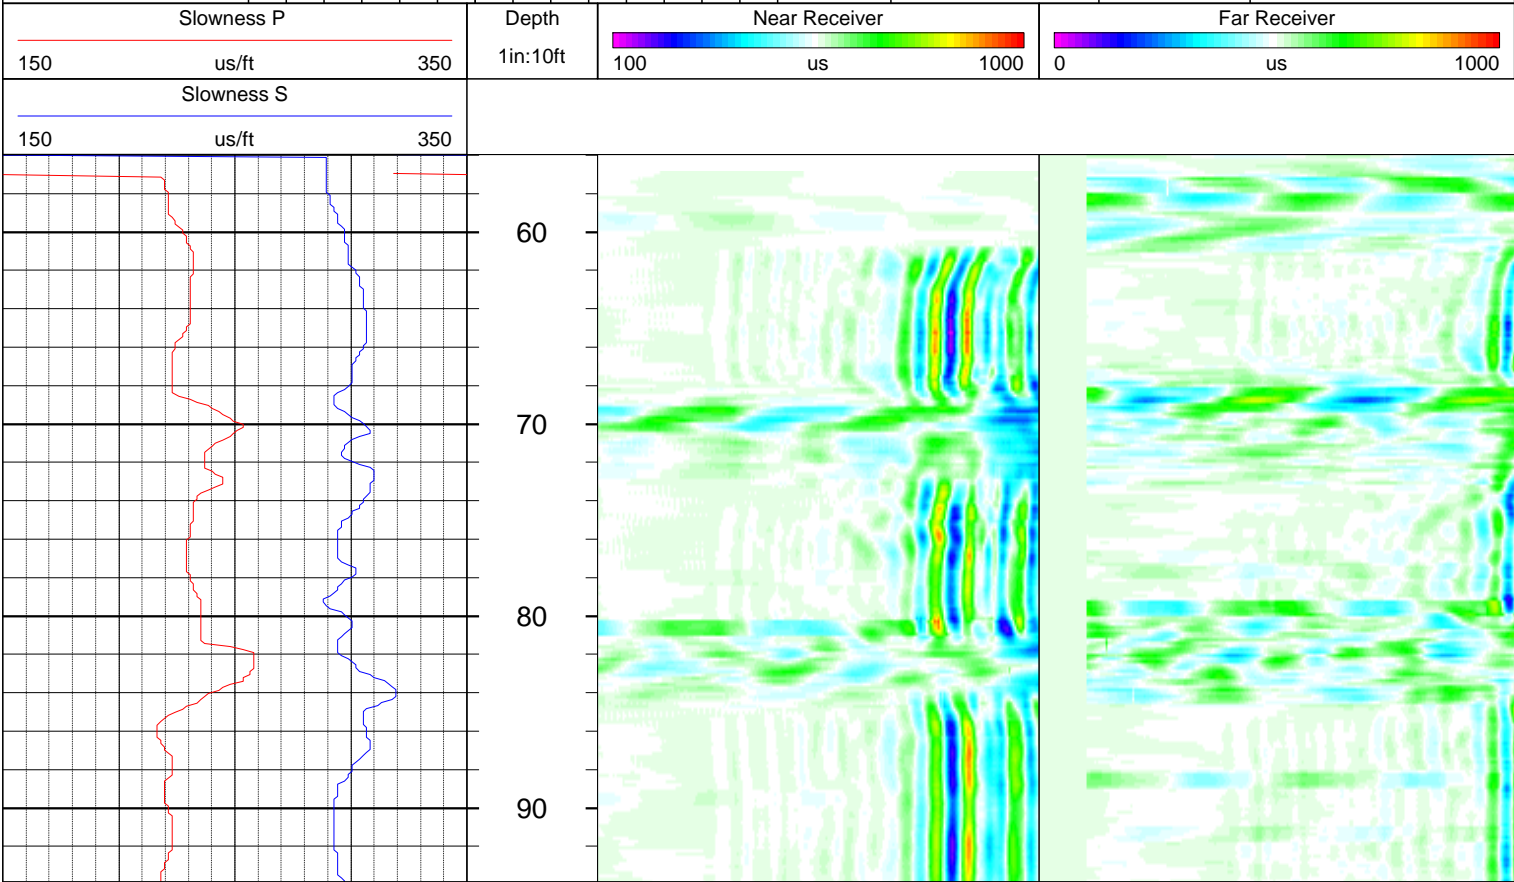 Slowness P
150 us/ft 350
Slowness S
150 us/ft 350
Depth
1in:10ft
Near Receiver
100 us 1000
Far Receiver
0 us 1000
60
70
80
90